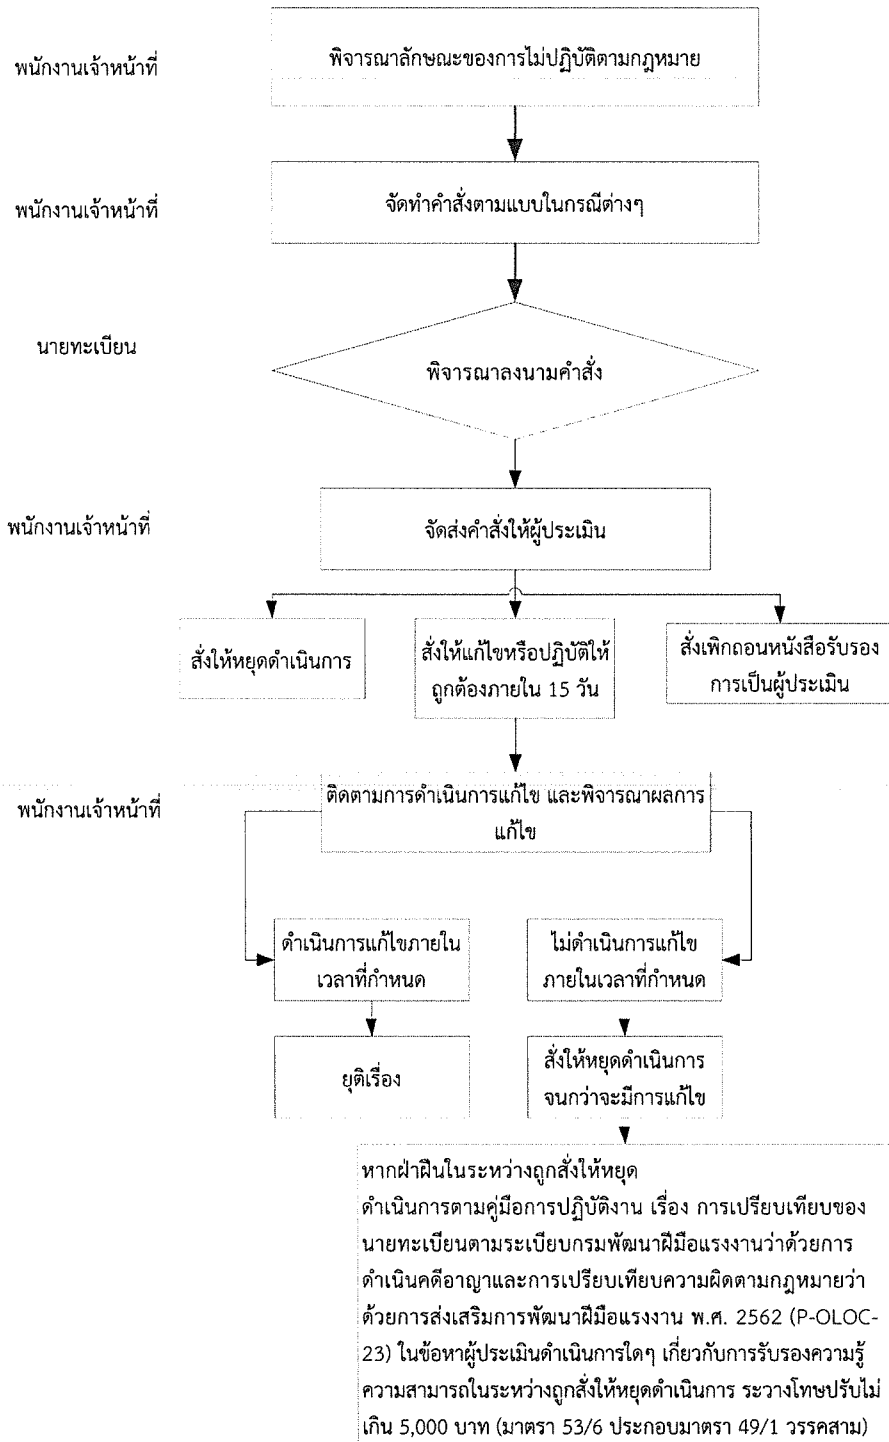 พนักงานเจ้าหน้าที่
พิจารณาลักษณะของการไม่ปฏิบัติตามกฎหมาย
พนักงานเจ้าหน้าที่
จัดทำคำสั่งตามแบบในกรณีต่างๆ
นายทะเบียน
พิจารณาลงนามคำสั่ง
พนักงานเจ้าหน้าที่
จัดส่งคำสั่งให้ผู้ประเมิน
สั่งให้หยุดดำเนินการ
สั่งให้แก้ไขหรือปฏิบัติให้
ถูกต้องภายใน 15 วัน
สั่งเพิกถอนหนังสือรับรอง
การเป็นผู้ประเมิน
พนักงานเจ้าหน้าที่
ติดตามการดำเนินการแก้ไข และพิจารณาผลการ
แก้ไข
ดำเนินการแก้ไขภายใน
เวลาที่กำหนด
ไม่ดำเนินการแก้ไข
ภายในเวลาที่กำหนด
ยุติเรื่อง
สั่งให้หยุดดำเนินการ
จนกว่าจะมีการแก้ไข
หากฝ่าฝืนในระหว่างถูกสั่งให้หยุด
ดำเนินการตามคู่มือการปฏิบัติงาน เรื่อง การเปรียบเทียบของ
นายทะเบียนตามระเบียบกรมพัฒนาฝีมือแรงงานว่าด้วยการ
ดำเนินคดีอาญาและการเปรียบเทียบความผิดตามกฎหมายว่า
ด้วยการส่งเสริมการพัฒนาฝีมือแรงงาน พ.ศ. 2562 (P-OLOC-
23) ในข้อหาผู้ประเมินดำเนินการใดๆ เกี่ยวกับการรับรองความรู้
ความสามารถในระหว่างถูกสั่งให้หยุดดำเนินการ ระวางโทษปรับไม่
เกิน 5,000 บาท (มาตรา 53/6 ประกอบมาตรา 49/1 วรรคสาม)